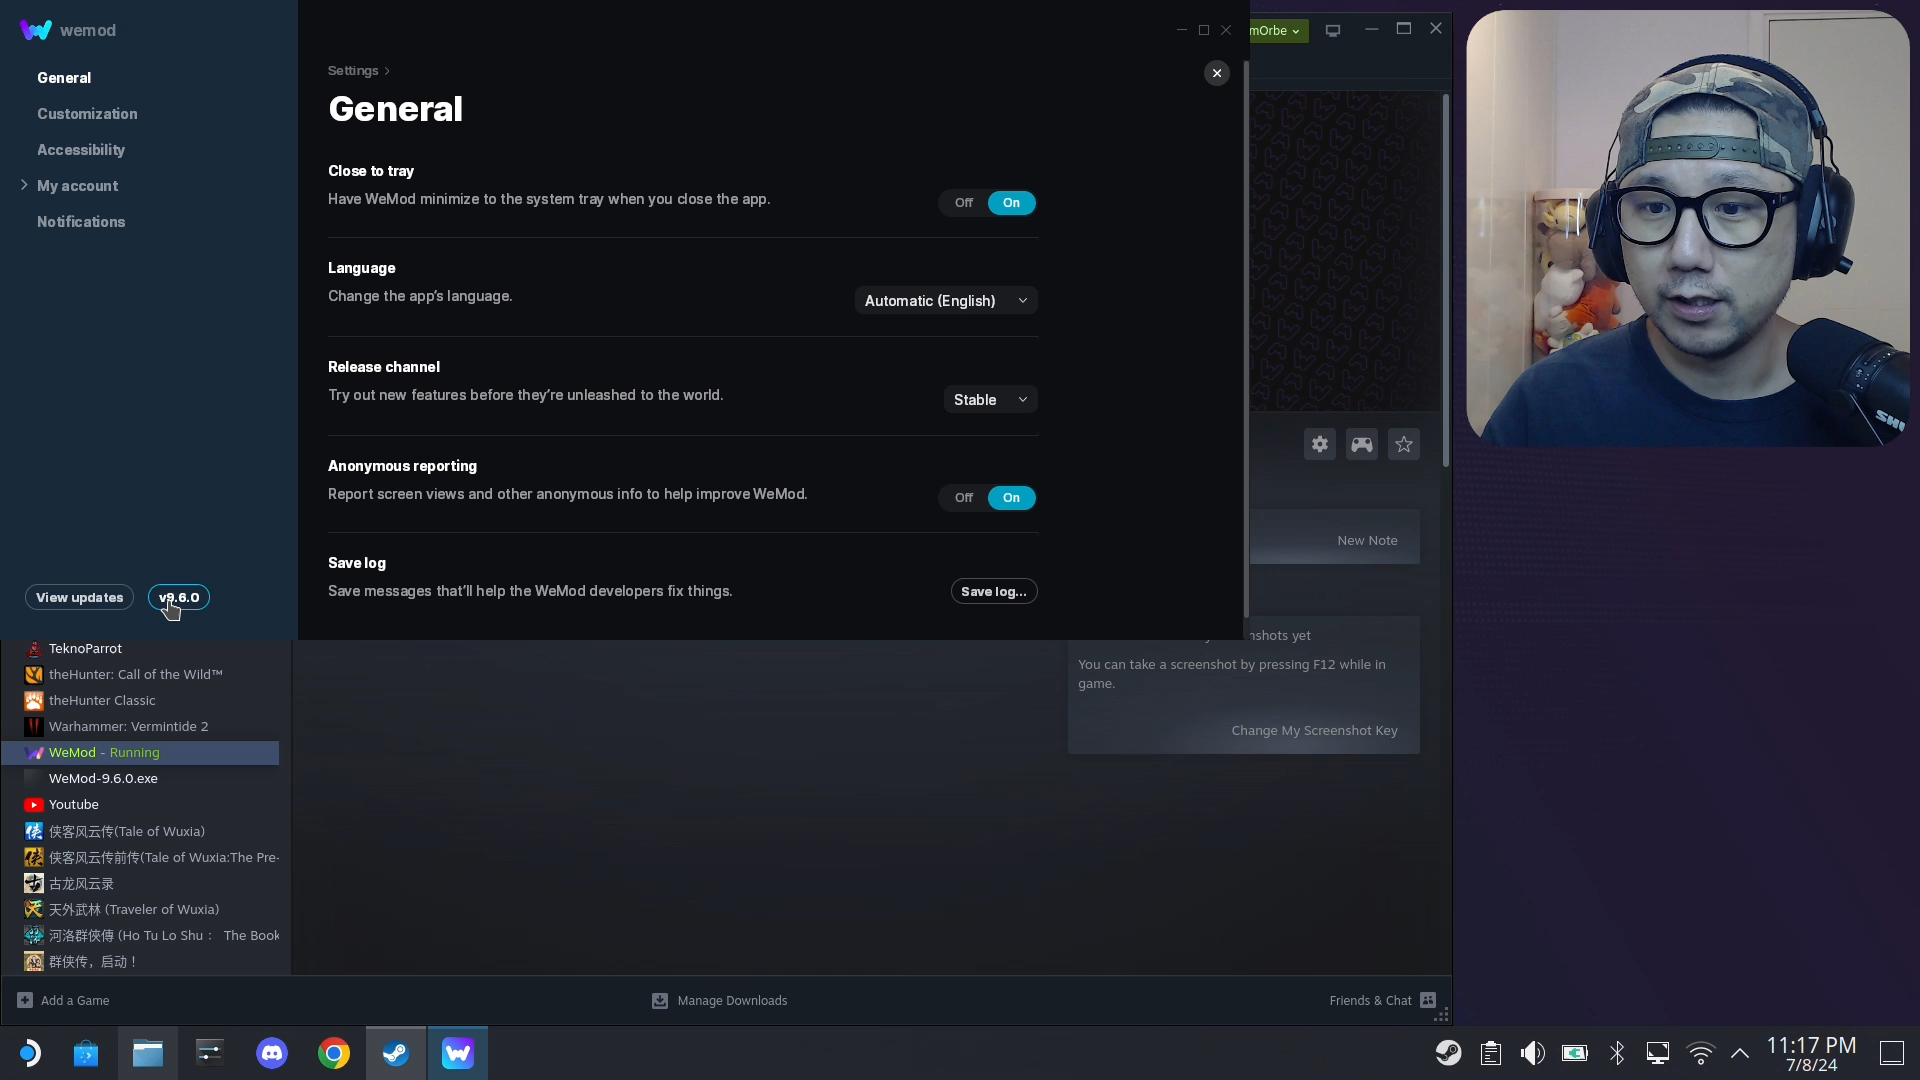 wemod
General
Customization
Accessibility
My account
Notifications
View updates
v9.6.0
Settings
General
Close to tray
Have WeMod minimize to the system tray when you close the app.
Off
On
Language
Change the app's language.
Automatic (English)
Release channel
Try out new features before they're unleashed to the world.
Stable
Anonymous reporting
Report screen views and other anonymous info to help improve WeMod.
Off
On
Save log
Save messages that'll help the WeMod developers fix things.
Save log...
mOrbe
New Note
shots yet
You can take a screenshot by pressing F12 while in
game.
Change My Screenshot Key
TeknoParrot
theHunter: Call of the Wild™
theHunter Classic
Warhammer: Vermintide 2
WeMod - Running
WeMod-9.6.0.exe
Youtube
侠客风云传(Tale of Wuxia)
侠客风云传前传(Tale of Wuxia:The Pre-
古龙风云录
天外武林 (Traveler of Wuxia)
河洛群俠傳 (Ho Tu Lo Shu： The Book
群侠传，启动！
Add a Game
Manage Downloads
Friends & Chat
11:17 PM
7/8/24
SH